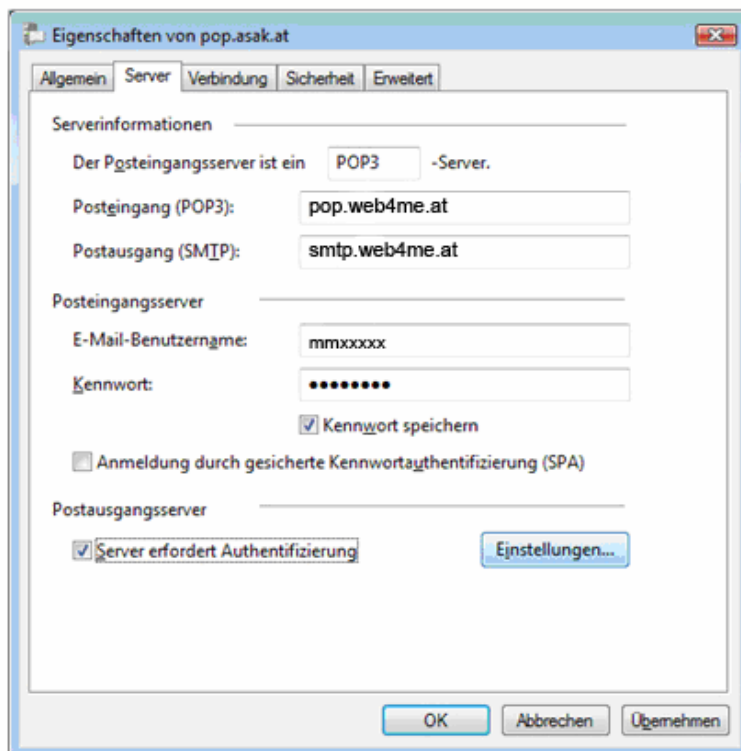 Eigenschaften von pop.asak.at
Allgemein Server Verbindung Sicherheit Erweitert
Serverinformationen
Der Posteingangsserver ist ein POP3 -Server.
Posteingang (POP3): pop.web4me.at
Postausgang (SMTP): smtp.web4me.at
Posteingangsserver
E-Mail-Benutzername: mmxxxxx
Kennwort: ●●●●●●●●
Kennwort speichern
Anmeldung durch gesicherte Kennwortauthentifizierung (SPA)
Postausgangsserver
Server erfordert Authentifizierung Einstellungen...
OK Abbrechen Übernehmen